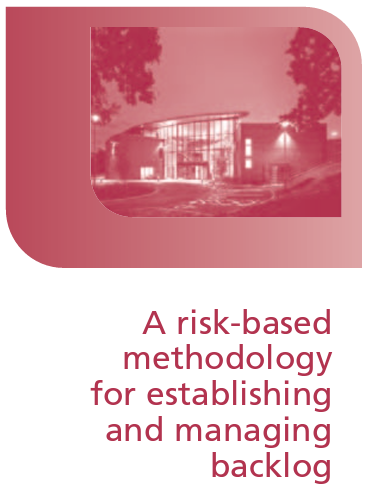 A risk-based
methodology
for establishing
and managing
backlog